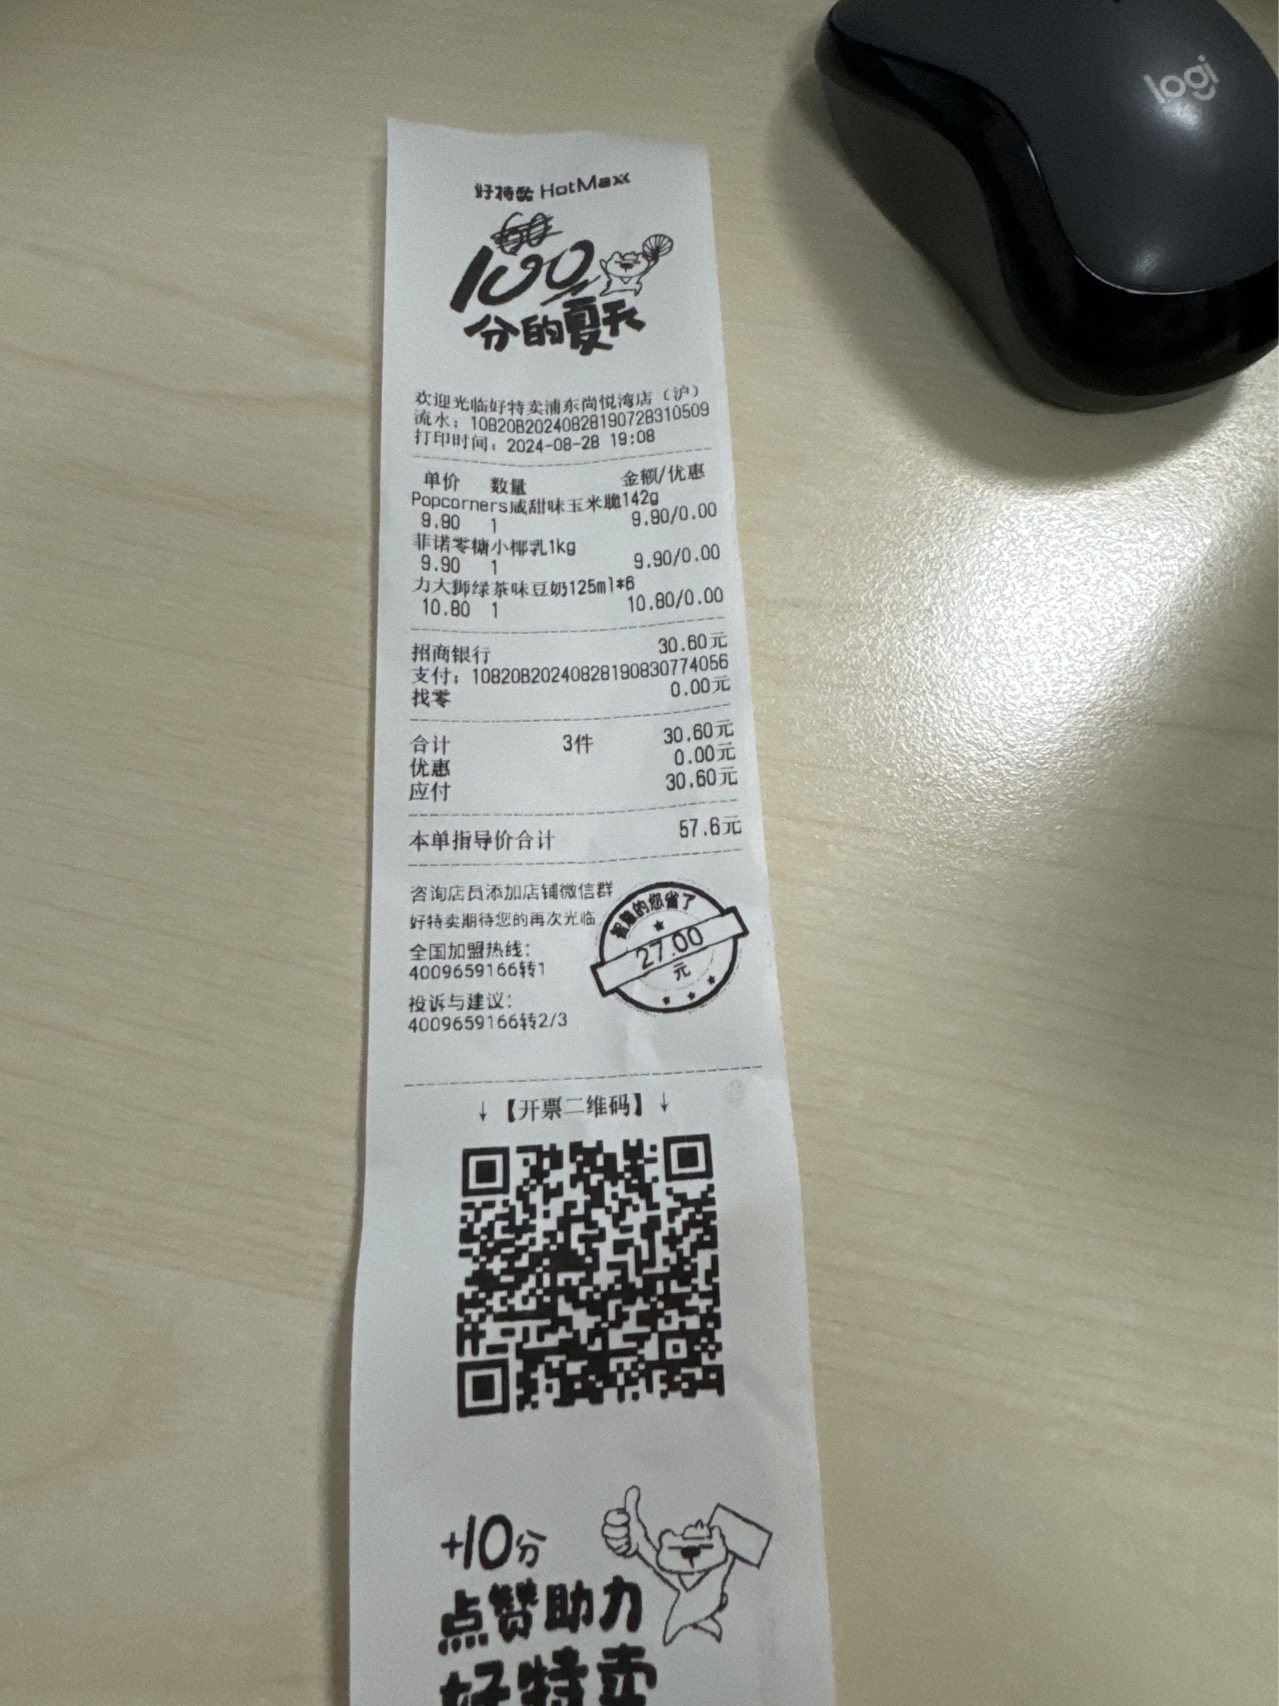 logi
好特卖 HotMaxx
60
100
分的夏天
欢迎光临好特卖浦东尚悦湾店（沪）
流水：10820B20240828190728310509
打印时间：2024-08-28 19:08
单价 数量 金额/优惠
Popcorners咸甜味玉米脆142g
9.90 1 9.90/0.00
菲诺零糖小椰乳1kg
9.90 1 9.90/0.00
力大狮绿茶味豆奶125ml*6
10.80 1 10.80/0.00
招商银行 30.60元
支付：10820B20240828190830774056
找零 0.00元
合计 3件 30.60元
优惠 0.00元
应付 30.60元
本单指导价合计 57.6元
咨询店员添加店铺微信群
好特卖期待您的再次光临
全国加盟热线：
4009659166转1
投诉与建议：
4009659166转2/3
的您省了
27.00
元
↓【开票二维码】↓
+10分
点赞助力
好特卖